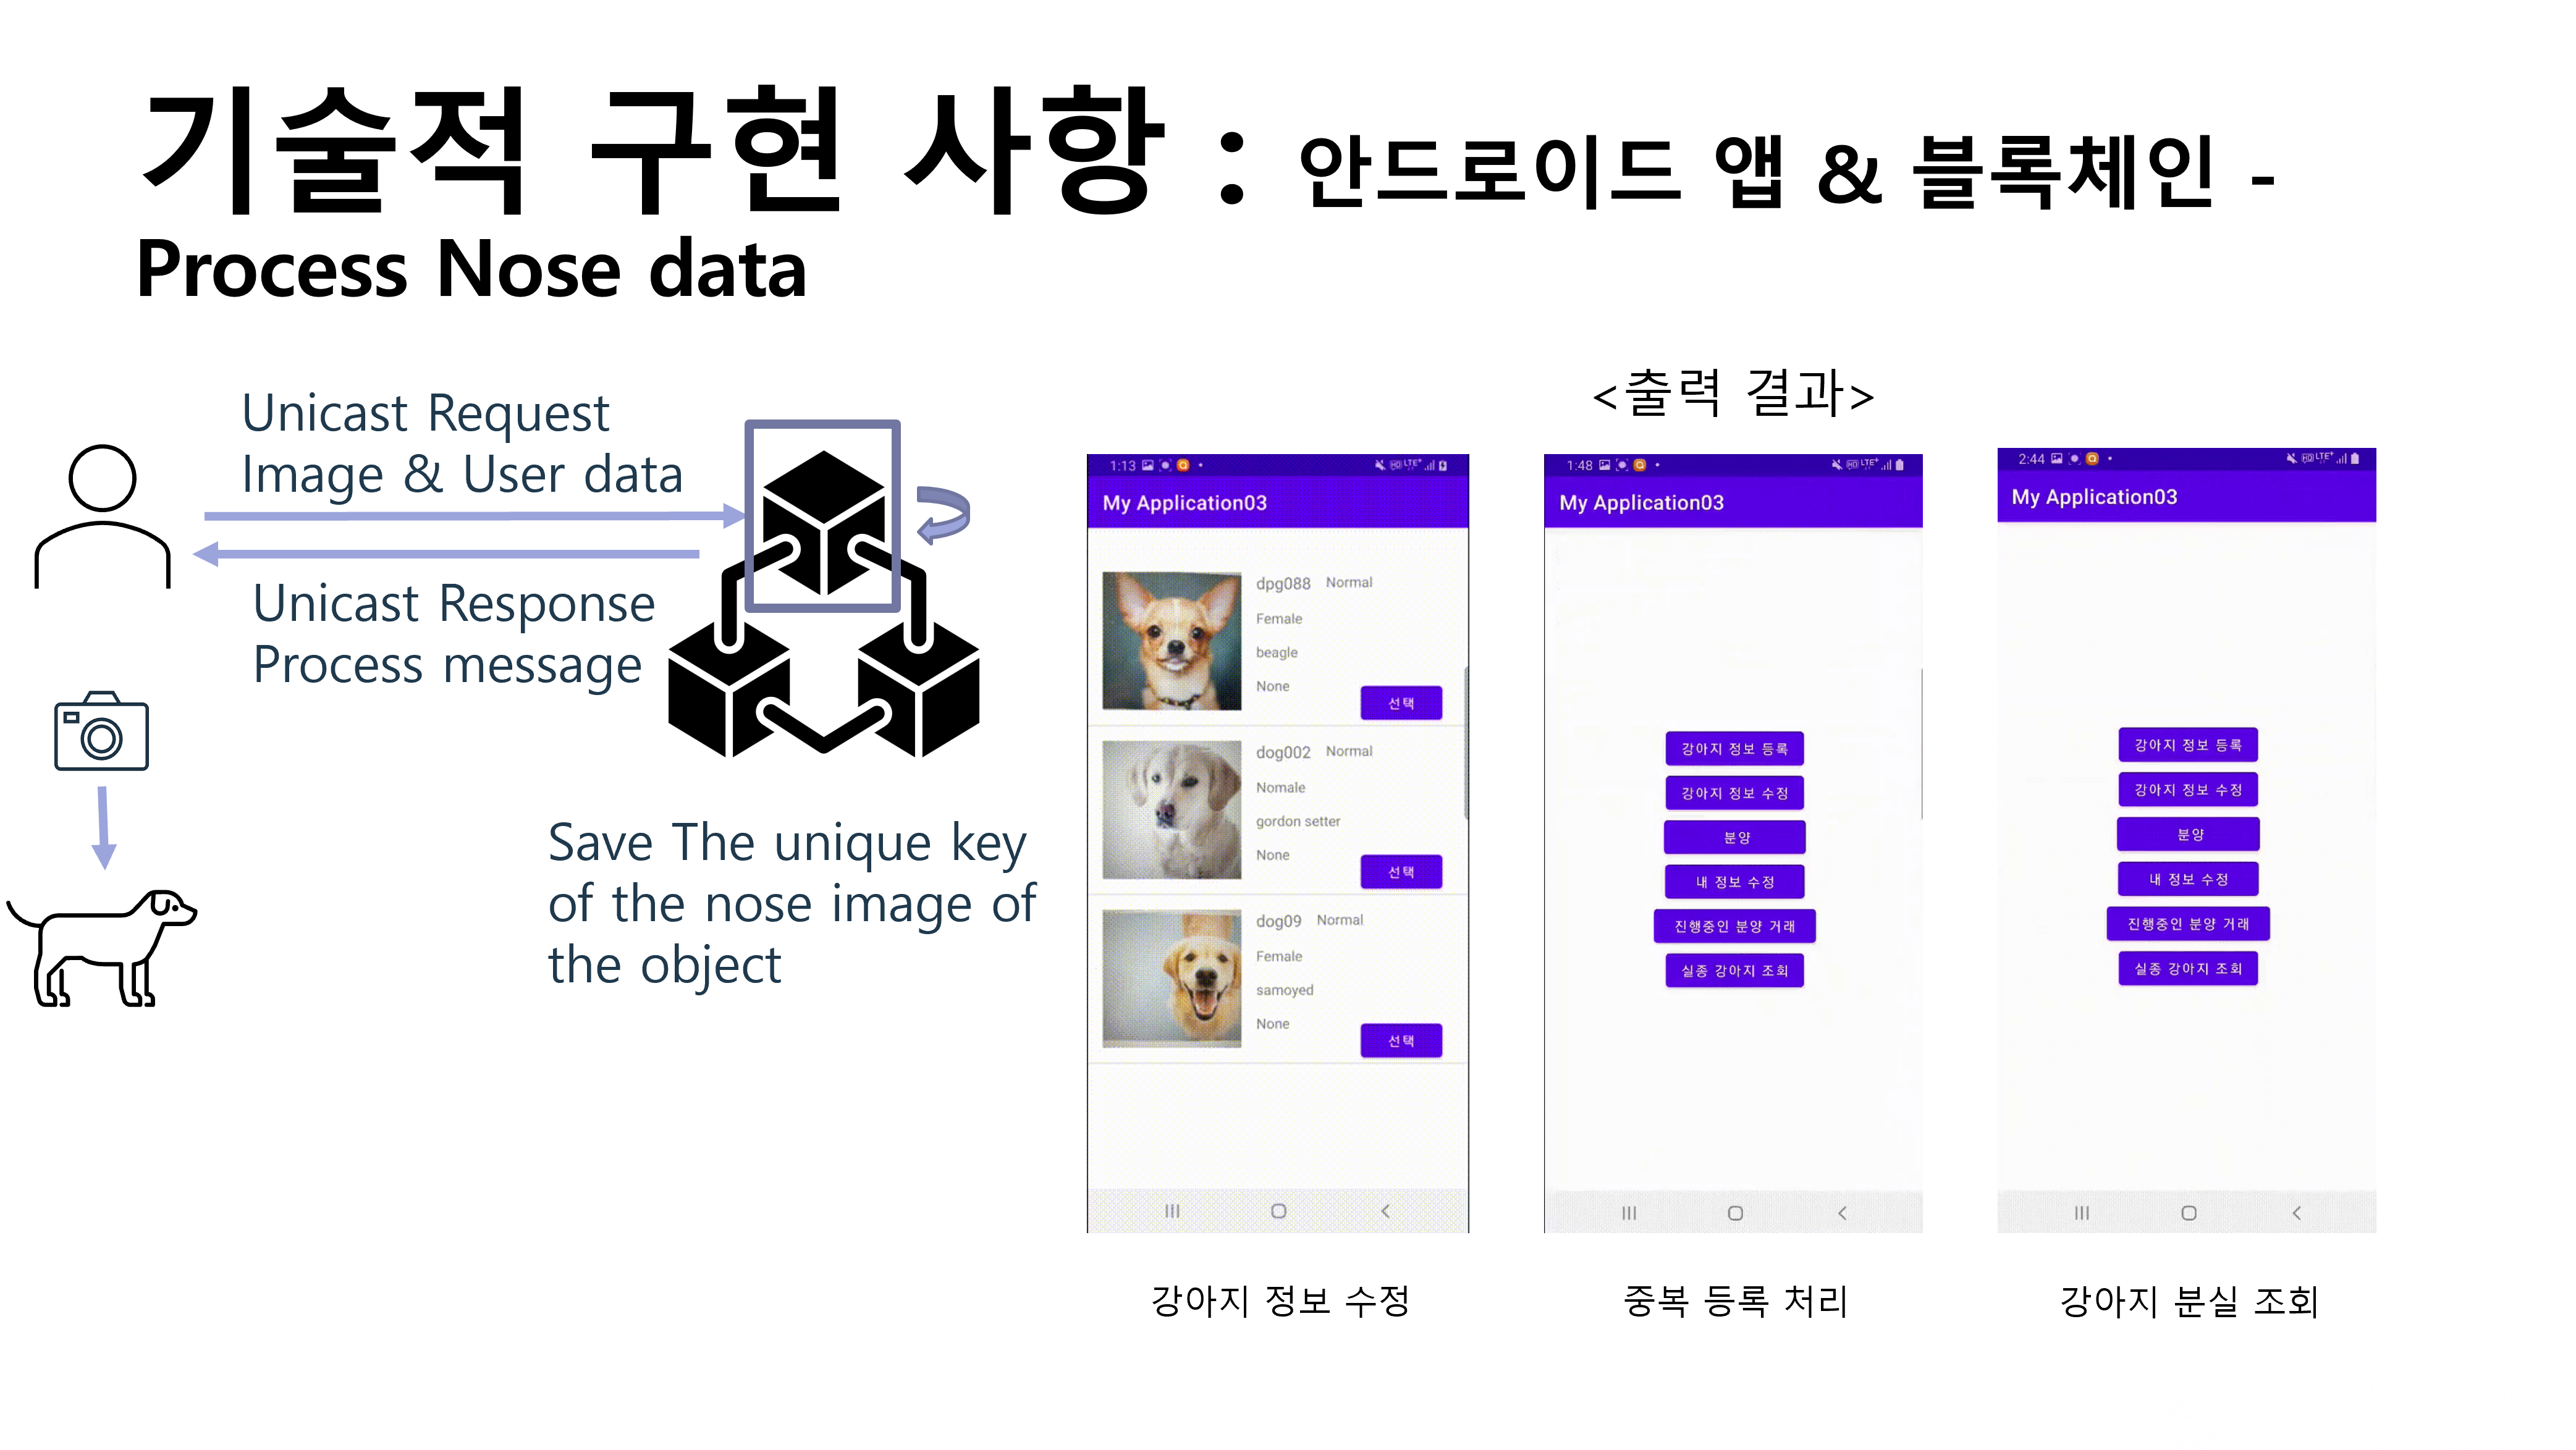 기술적 구현 사항 : 안드로이드 앱 & 블록체인 -
Process Nose data
Unicast Request
Image & User data
Unicast Response
Process message
Save The unique key
of the nose image of
the object
<출력 결과>
1:13
My Application03
dpg088 Normal
Female
beagle
None
선택
dog002 Normal
Nomale
gordon setter
None
선택
dog09 Normal
Female
samoyed
None
선택
강아지 정보 수정
1:48
My Application03
강아지 정보 등록
강아지 정보 수정
분양
내 정보 수정
진행중인 분양 거래
실종 강아지 조회
중복 등록 처리
2:44
My Application03
강아지 정보 등록
강아지 정보 수정
분양
내 정보 수정
진행중인 분양 거래
실종 강아지 조회
강아지 분실 조회